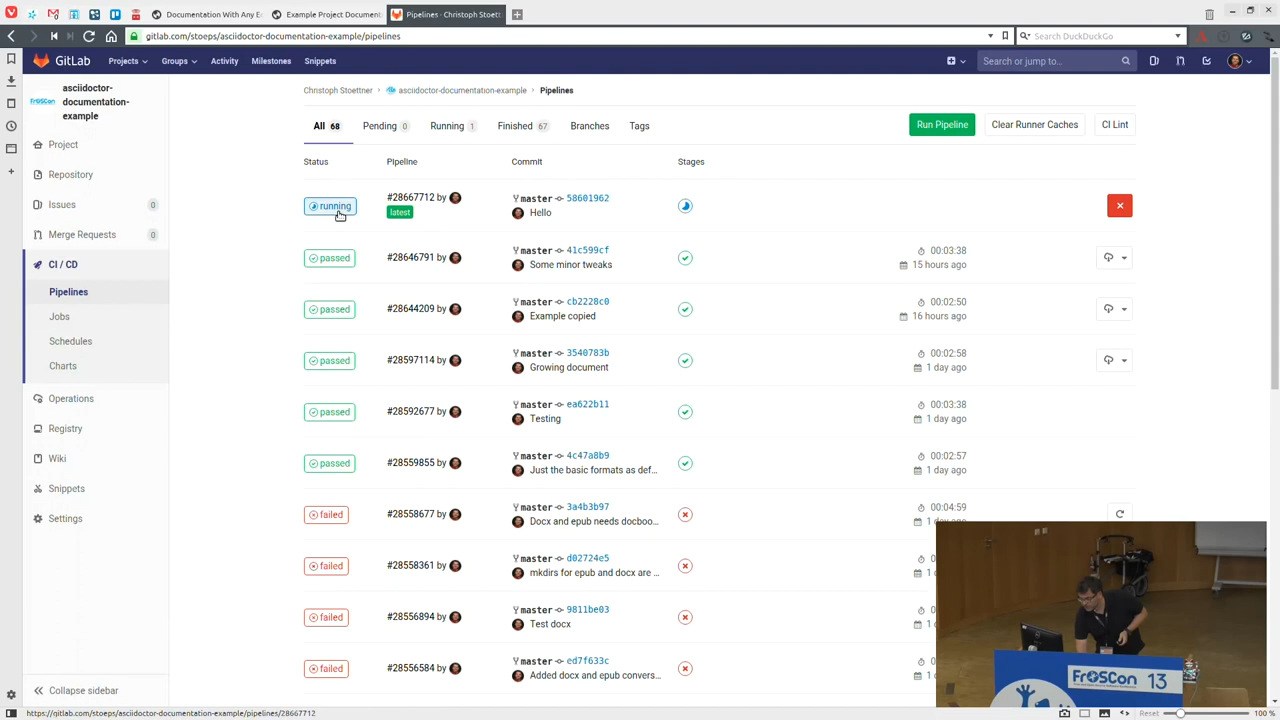 Documentation With Any E
Example Project Document
Pipelines · Christoph Stoett
gitlab.com/stoeps/asciidoctor-documentation-example/pipelines
Search DuckDuckGo
GitLab
Projects
Groups
Activity
Milestones
Snippets
Search or jump to...
FrOSCon
asciidoctor-
documentation-
example
Project
Repository
Issues 0
Merge Requests 0
CI / CD
Pipelines
Jobs
Schedules
Charts
Operations
Registry
Wiki
Snippets
Settings
Collapse sidebar
Christoph Stoettner > asciidoctor-documentation-example > Pipelines
All 68
Pending 0
Running 1
Finished 67
Branches
Tags
Run Pipeline
Clear Runner Caches
CI Lint
Status Pipeline Commit Stages
running #28667712 by master 58601962
latest Hello
passed #28646791 by master 41c599cf 00:03:38
Some minor tweaks 15 hours ago
passed #28644209 by master cb2228c0 00:02:50
Example copied 16 hours ago
passed #28597114 by master 3540783b 00:02:58
Growing document 1 day ago
passed #28592677 by master ea622b11 00:03:38
Testing 1 day ago
passed #28559855 by master 4c47a8b9 00:02:57
Just the basic formats as def... 1 day ago
failed #28558677 by master 3a4b3b97 00:04:59
Docx and epub needs docboo... 1 d
failed #28558361 by master d02724e5 0
mkdirs for epub and docx are ... 1
failed #28556894 by master 9811be03 0
Test docx 1
failed #28556584 by master ed7f633c 0
Added docx and epub convers... 1
FrOSCon 13
https://gitlab.com/stoeps/asciidoctor-documentation-example/pipelines/28667712
Reset
100 %